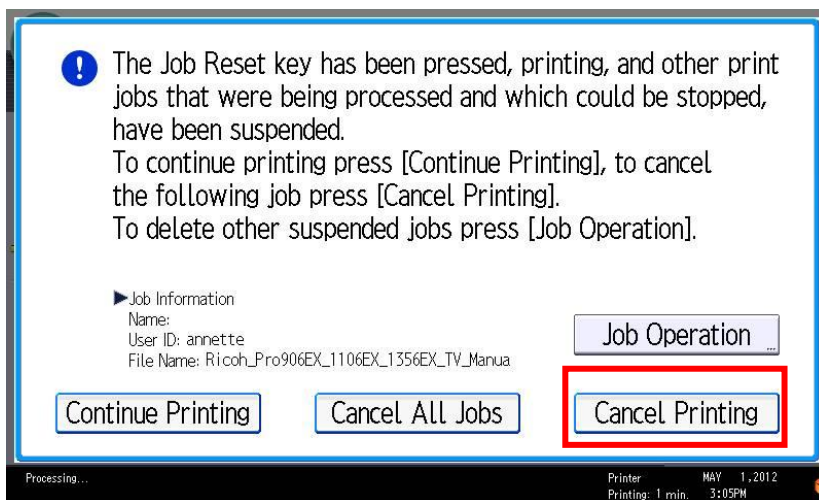 The Job Reset key has been pressed, printing, and other print
jobs that were being processed and which could be stopped,
have been suspended.
To continue printing press [Continue Printing], to cancel
the following job press [Cancel Printing].
To delete other suspended jobs press [Job Operation].
▶Job Information
Name:
User ID: annette
File Name: Ricoh_Pro906EX_1106EX_1356EX_TV_Manua
Job Operation ...
Continue Printing
Cancel All Jobs
Cancel Printing
Processing...
Printer MAY 1,2012
Printing: 1 min. 3:05PM